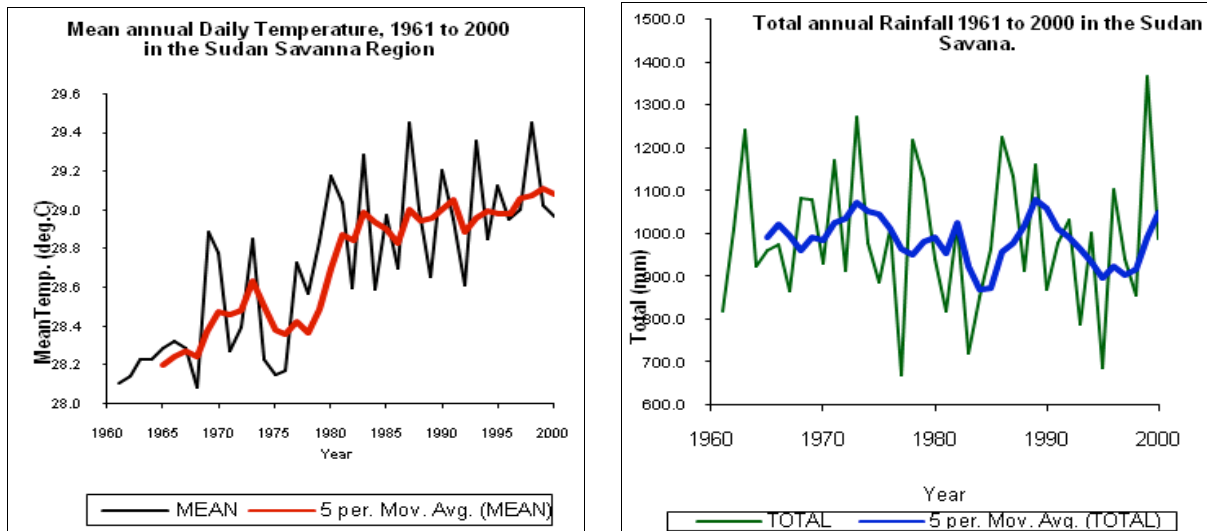 Mean annual Daily Temperature, 1961 to 2000
in the Sudan Savanna Region
29.6
29.4
29.2
29.0
28.8
28.6
28.4
28.2
28.0
MeanTemp. (deg.C)
1960 1965 1970 1975 1980 1985 1990 1995 2000
Year
MEAN 5 per. Mov. Avg. (MEAN)
Total annual Rainfall 1961 to 2000 in the Sudan
Savana.
1500.0
1400.0
1300.0
1200.0
1100.0
1000.0
900.0
800.0
700.0
600.0
Total (mm)
1960 1970 1980 1990 2000
Year
TOTAL 5 per. Mov. Avg. (TOTAL)